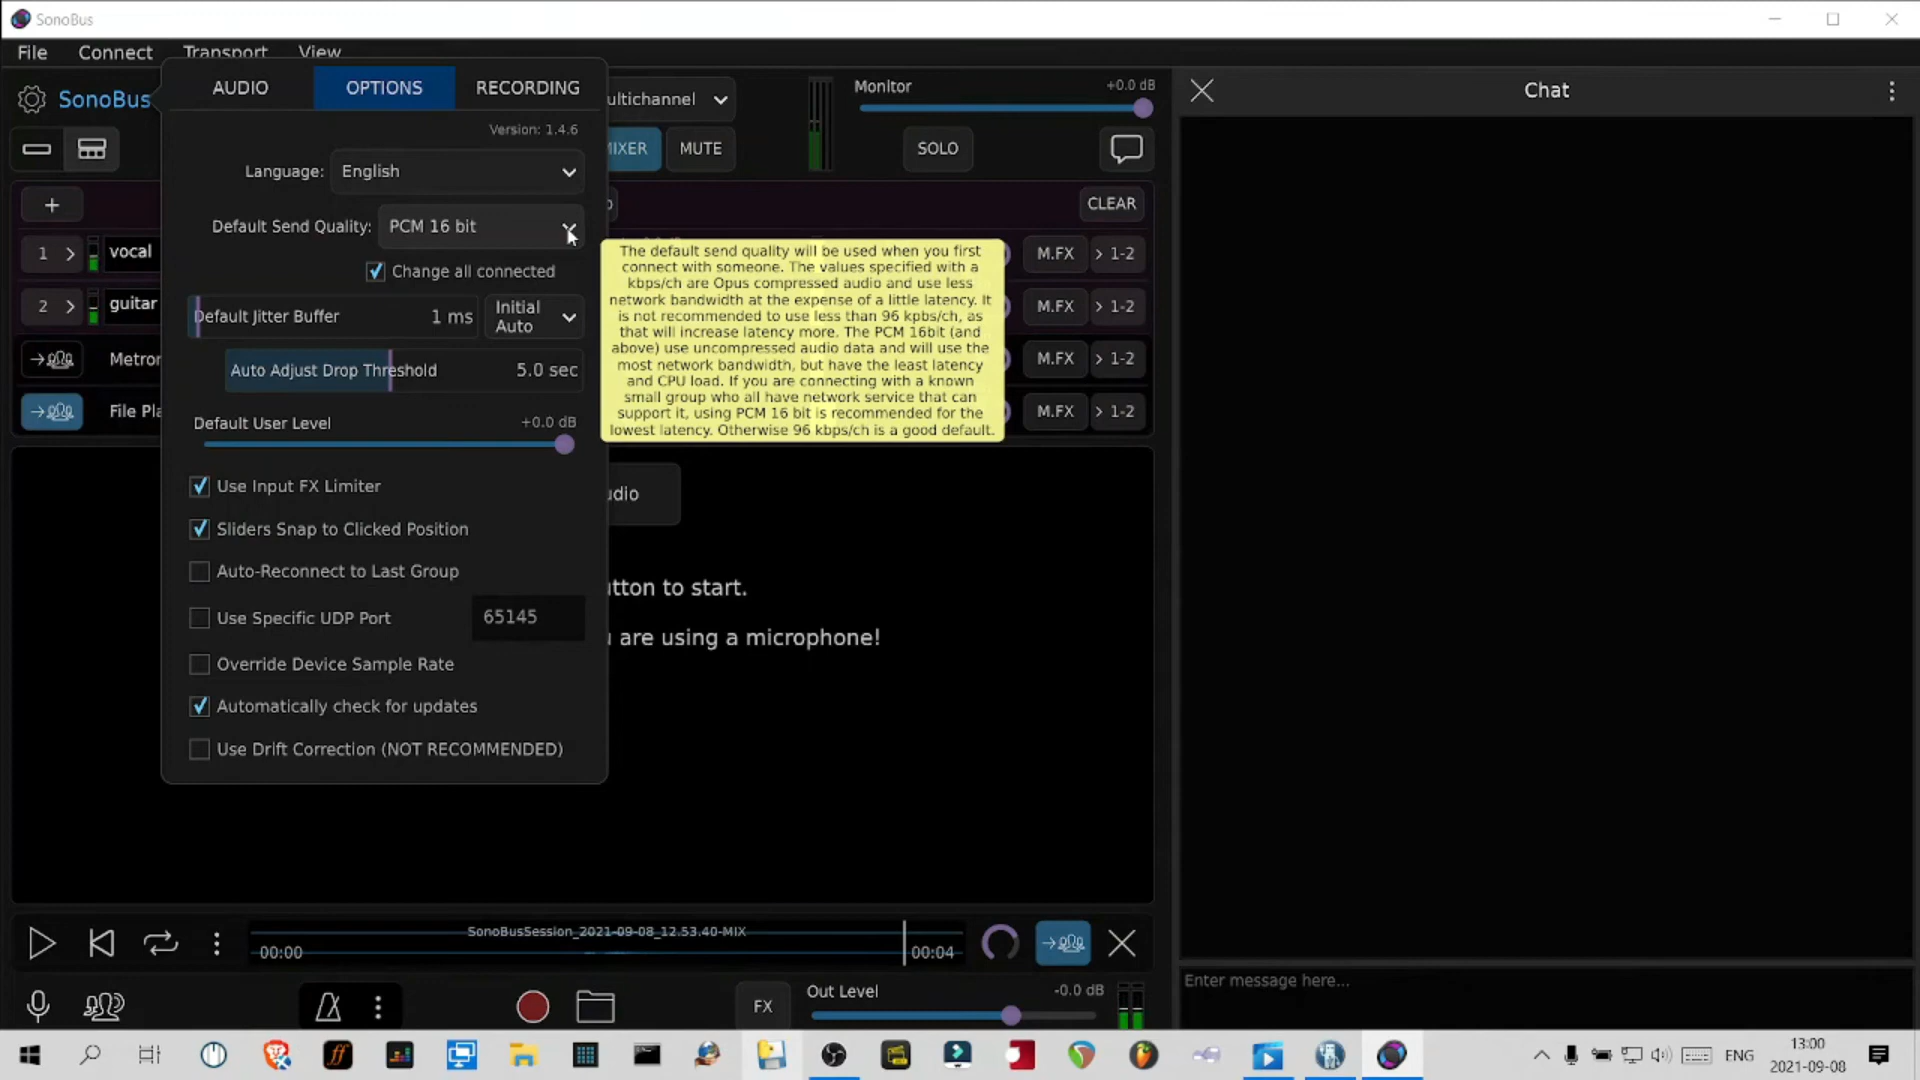 SonoBus
File Connect Transport View
SonoBus
AUDIO OPTIONS RECORDING
Version: 1.4.6
Language: English
Default Send Quality: PCM 16 bit
Change all connected
Default Jitter Buffer 1 ms Initial
Auto
Auto Adjust Drop Threshold 5.0 sec
Default User Level +0.0 dB
Use Input FX Limiter
Sliders Snap to Clicked Position
Auto-Reconnect to Last Group
Use Specific UDP Port 65145
Override Device Sample Rate
Automatically check for updates
Use Drift Correction (NOT RECOMMENDED)
ultichannel
Monitor +0.0 dB
IXER MUTE SOLO
CLEAR
1 vocal M.FX > 1-2
2 guitar M.FX > 1-2
Metro M.FX > 1-2
File Pla M.FX > 1-2
The default send quality will be used when you first
connect with someone. The values specified with a
kbps/ch are Opus compressed audio and use less
network bandwidth at the expense of a little latency. It
is not recommended to use less than 96 kpbs/ch, as
that will increase latency more. The PCM 16bit (and
above) use uncompressed audio data and will use the
most network bandwidth, but have the least latency
and CPU load. If you are connecting with a known
small group who all have network service that can
support it, using PCM 16 bit is recommended for the
lowest latency. Otherwise 96 kbps/ch is a good default.
udio
tton to start.
are using a microphone!
SonoBusSession_2021-09-08_12.53.40-MIX
00:00 00:04
FX Out Level -0.0 dB
Chat
Enter message here...
ENG
13:00
2021-09-08